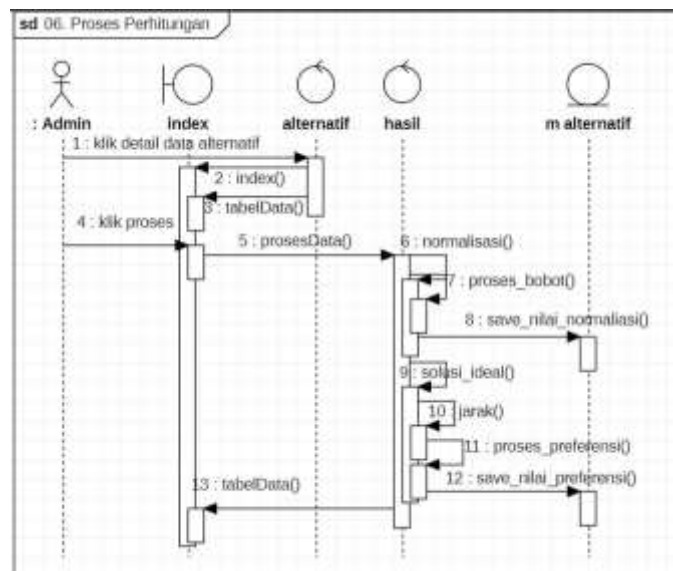 sd 06. Proses Perhitungan
: Admin
index
alternatif
hasil
m alternatif
1 : klik detail data alternatif
2 : index()
3 : tabelData()
4 : klik proses
5 : prosesData()
6 : normalisasi()
7 : proses_bobot()
8 : save_nilai_normaliasi()
9 : solusi_ideal()
10 : jarak()
11 : proses_preferensi()
12 : save_nilai_preferensi()
13 : tabelData()